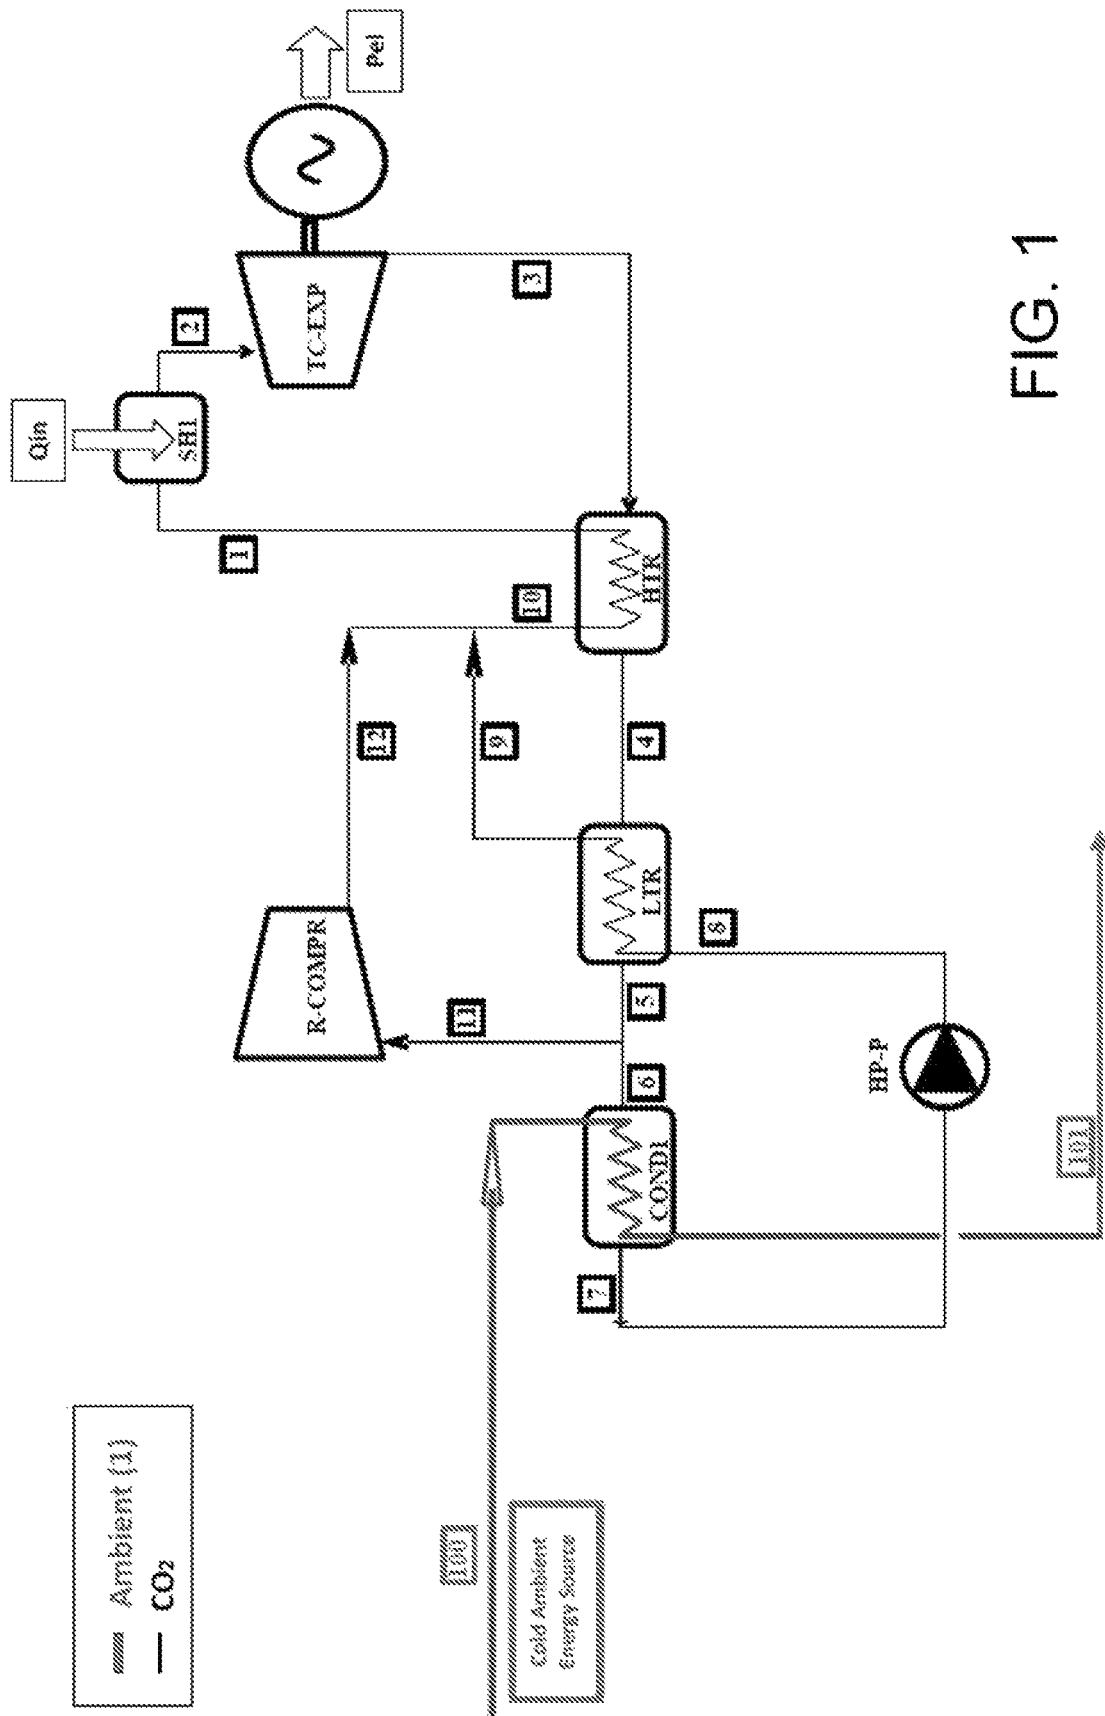 Ambient (1)
CO₂
Qin
SH1
2
TC-EXP
Pel
1
3
R-COMPR
12
10
HTR
9
11
4
LTR
5
8
6
COND1
7
HP-P
100
Cold Ambient
Energy Source
101
FIG. 1